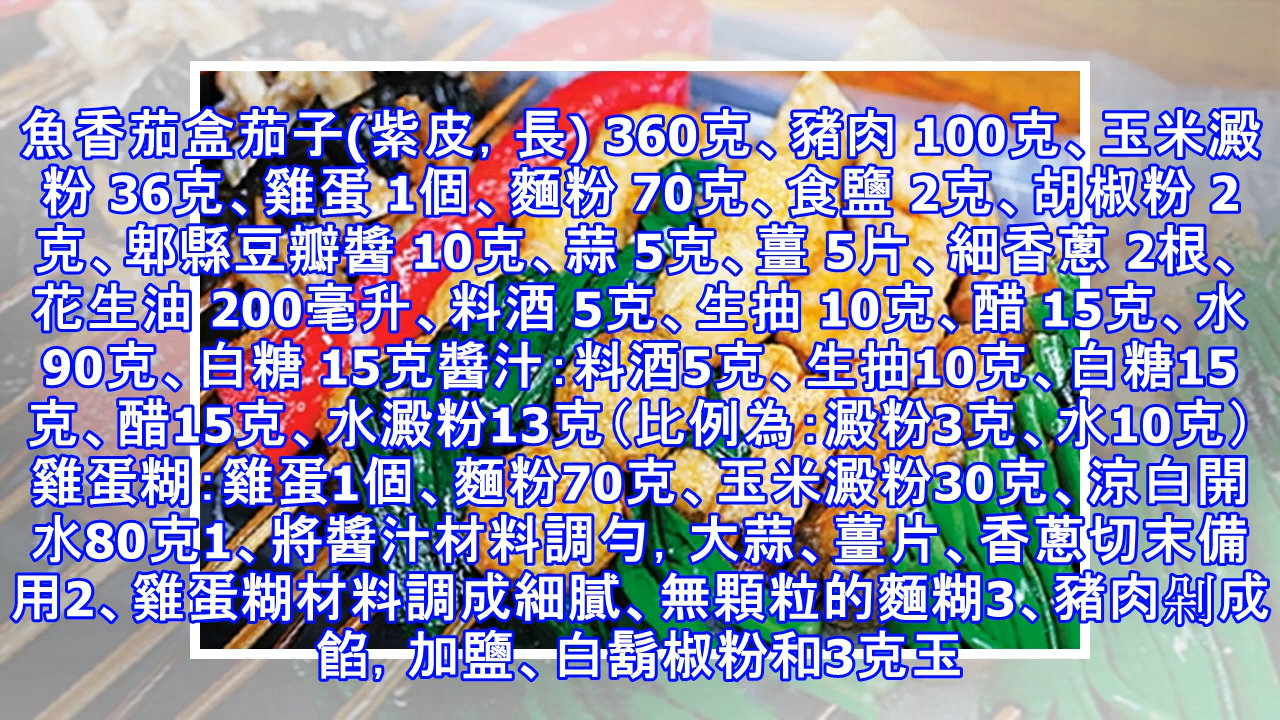 魚香茄盒茄子(紫皮，長) 360克、豬肉 100克、玉米澱
粉 36克、雞蛋 1個、麵粉 70克、食鹽 2克、胡椒粉 2
克、郫縣豆瓣醬 10克、蒜 5克、薑 5片、細香蔥 2根、
花生油 200毫升、料酒 5克、生抽 10克、醋 15克、水
90克、白糖 15克醬汁：料酒5克、生抽10克、白糖15
克、醋15克、水澱粉13克（比例為：澱粉3克、水10克）
雞蛋糊：雞蛋1個、麵粉70克、玉米澱粉30克、涼白開
水80克1、將醬汁材料調勻，大蒜、薑片、香蔥切末備
用2、雞蛋糊材料調成細膩、無顆粒的麵糊3、豬肉剁成
餡，加鹽、白鬍椒粉和3克玉